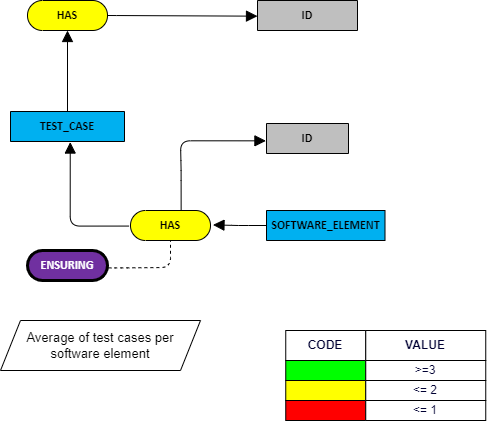 HAS
ID
TEST_CASE
ID
HAS
SOFTWARE_ELEMENT
ENSURING
Average of test cases per
software element
CODE VALUE
>=3
<= 2
<= 1